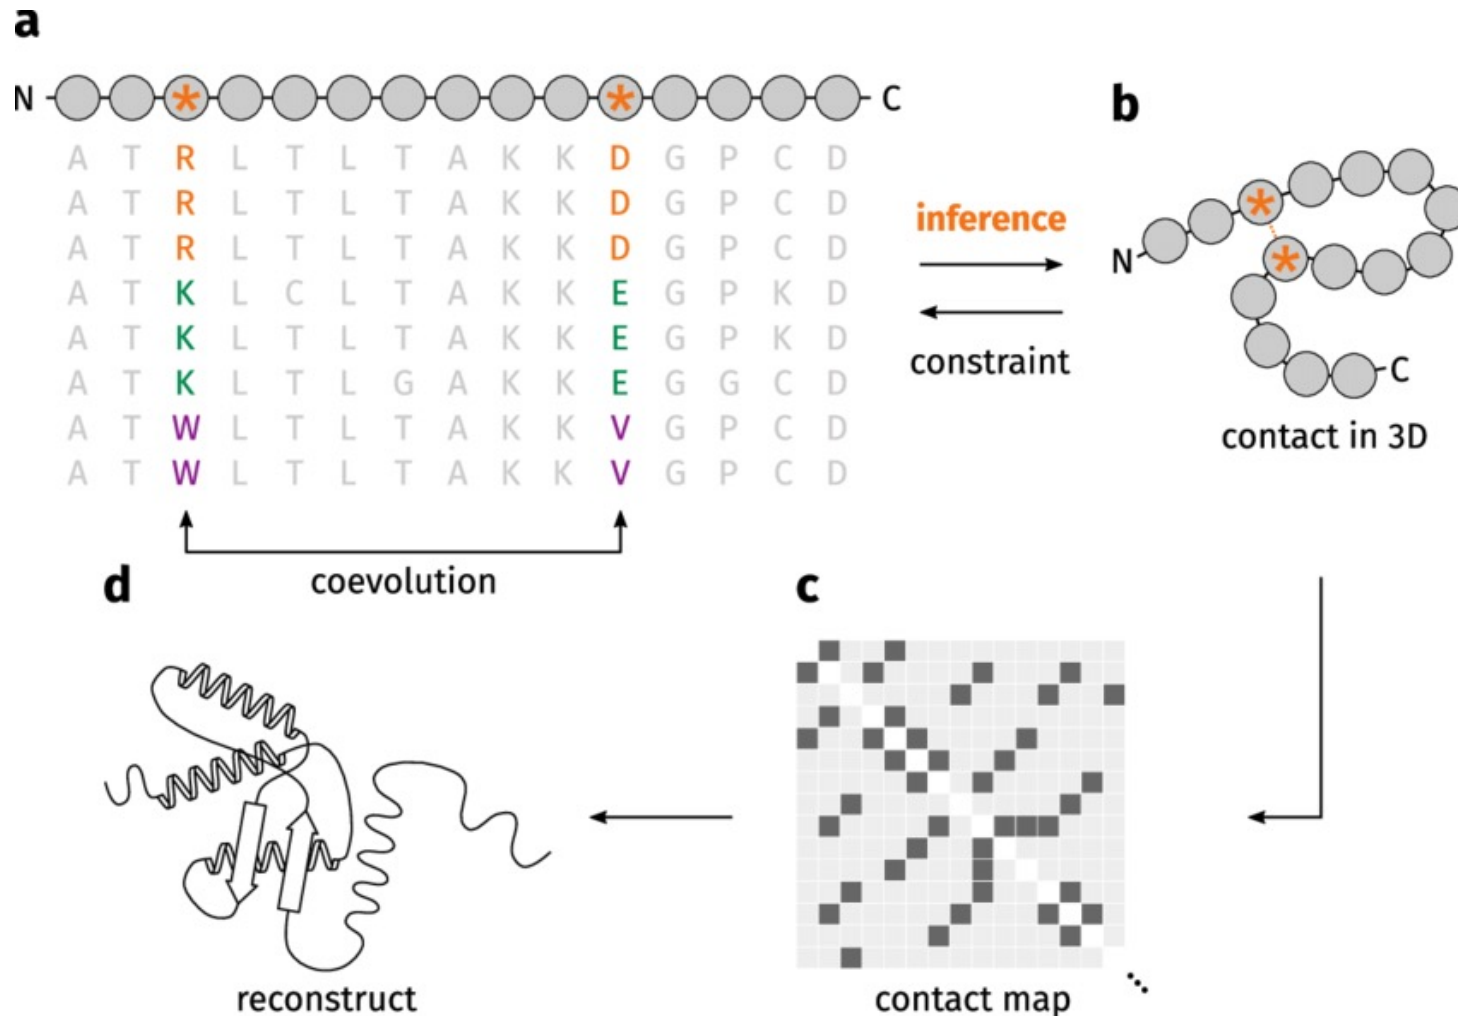 a
N * * C
A T R L T L T A K K D G P C D
A T R L T L T A K K D G P C D
A T R L T L T A K K D G P C D
A T K L C L T A K K E G P K D
A T K L T L T A K K E G P K D
A T K L T L G A K K E G G C D
A T W L T L T A K K V G P C D
A T W L T L T A K K V G P C D
coevolution
inference
constraint
b
N * * C
contact in 3D
c
contact map
d
reconstruct